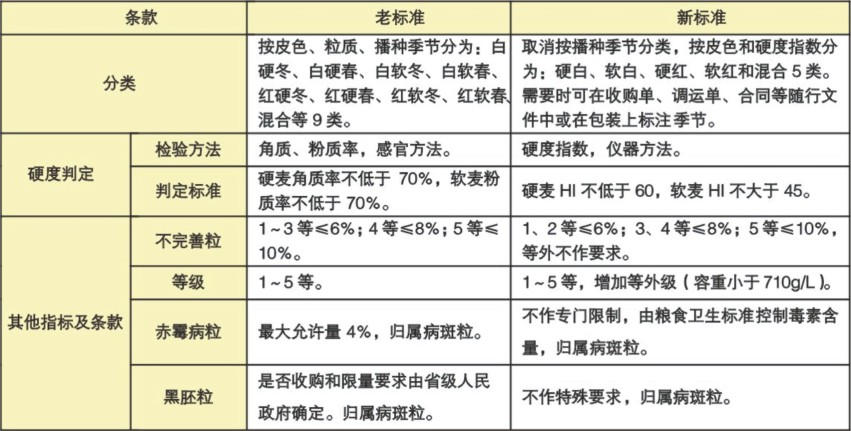 条款 老标准 新标准
分类
按皮色、粒质、播种季节分为：白
硬冬、白硬春、白软冬、白软春、
红硬冬、红硬春、红软冬、红软春、
混合等 9 类。
取消按播种季节分类，按皮色和硬度指数分
为：硬白、软白、硬红、软红和混合 5 类。
需要时可在收购单、调运单、合同等随行文
件中或在包装上标注季节。
硬度判定
检验方法
角质、粉质率，感官方法。
硬度指数，仪器方法。
判定标准
硬麦角质率不低于 70%，软麦粉
质率不低于 70%。
硬麦 HI 不低于 60，软麦 HI 不大于 45。
其他指标及条款
不完善粒
1~3 等≤6%；4 等≤8%；5 等≤
10%。
1、2 等≤6%；3、4 等≤8%；5 等≤10%，
等外不作要求。
等级
1~5 等。
1~5 等，增加等外级（容重小于 710g/L）。
赤霉病粒
最大允许量 4%，归属病斑粒。
不作专门限制，由粮食卫生标准控制毒素含
量，归属病斑粒。
黑胚粒
是否收购和限量要求由省级人民
政府确定。归属病斑粒。
不作特殊要求，归属病斑粒。